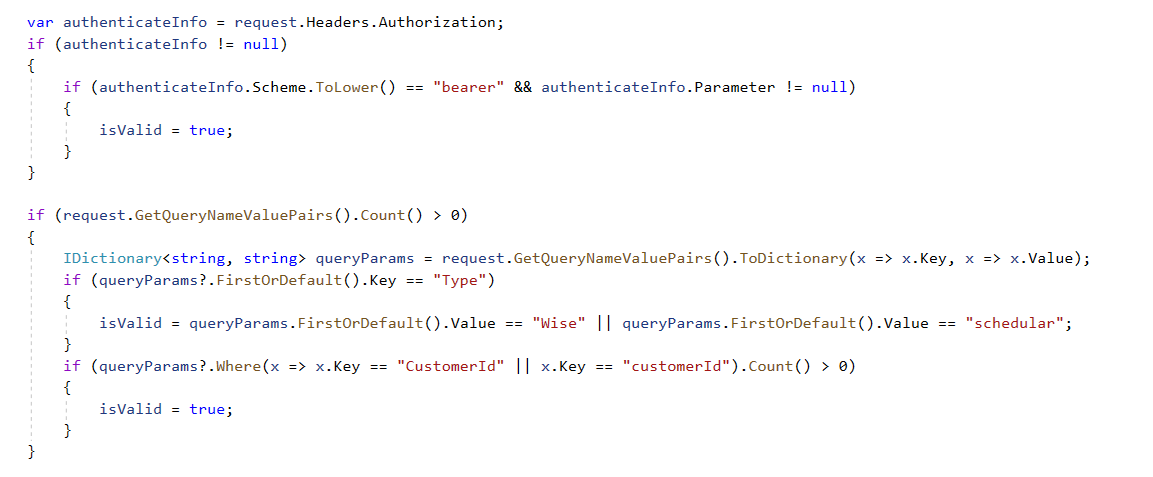 var authenticateInfo = request.Headers.Authorization;
if (authenticateInfo != null)
{
    if (authenticateInfo.Scheme.ToLower() == "bearer" && authenticateInfo.Parameter != null)
    {
        isValid = true;
    }
}

if (request.GetQueryNameValuePairs().Count() > 0)
{
    IDictionary<string, string> queryParams = request.GetQueryNameValuePairs().ToDictionary(x => x.Key, x => x.Value);
    if (queryParams?.FirstOrDefault().Key == "Type")
    {
        isValid = queryParams.FirstOrDefault().Value == "Wise" || queryParams.FirstOrDefault().Value == "schedular";
    }
    if (queryParams?.Where(x => x.Key == "CustomerId" || x.Key == "customerId").Count() > 0)
    {
        isValid = true;
    }
}